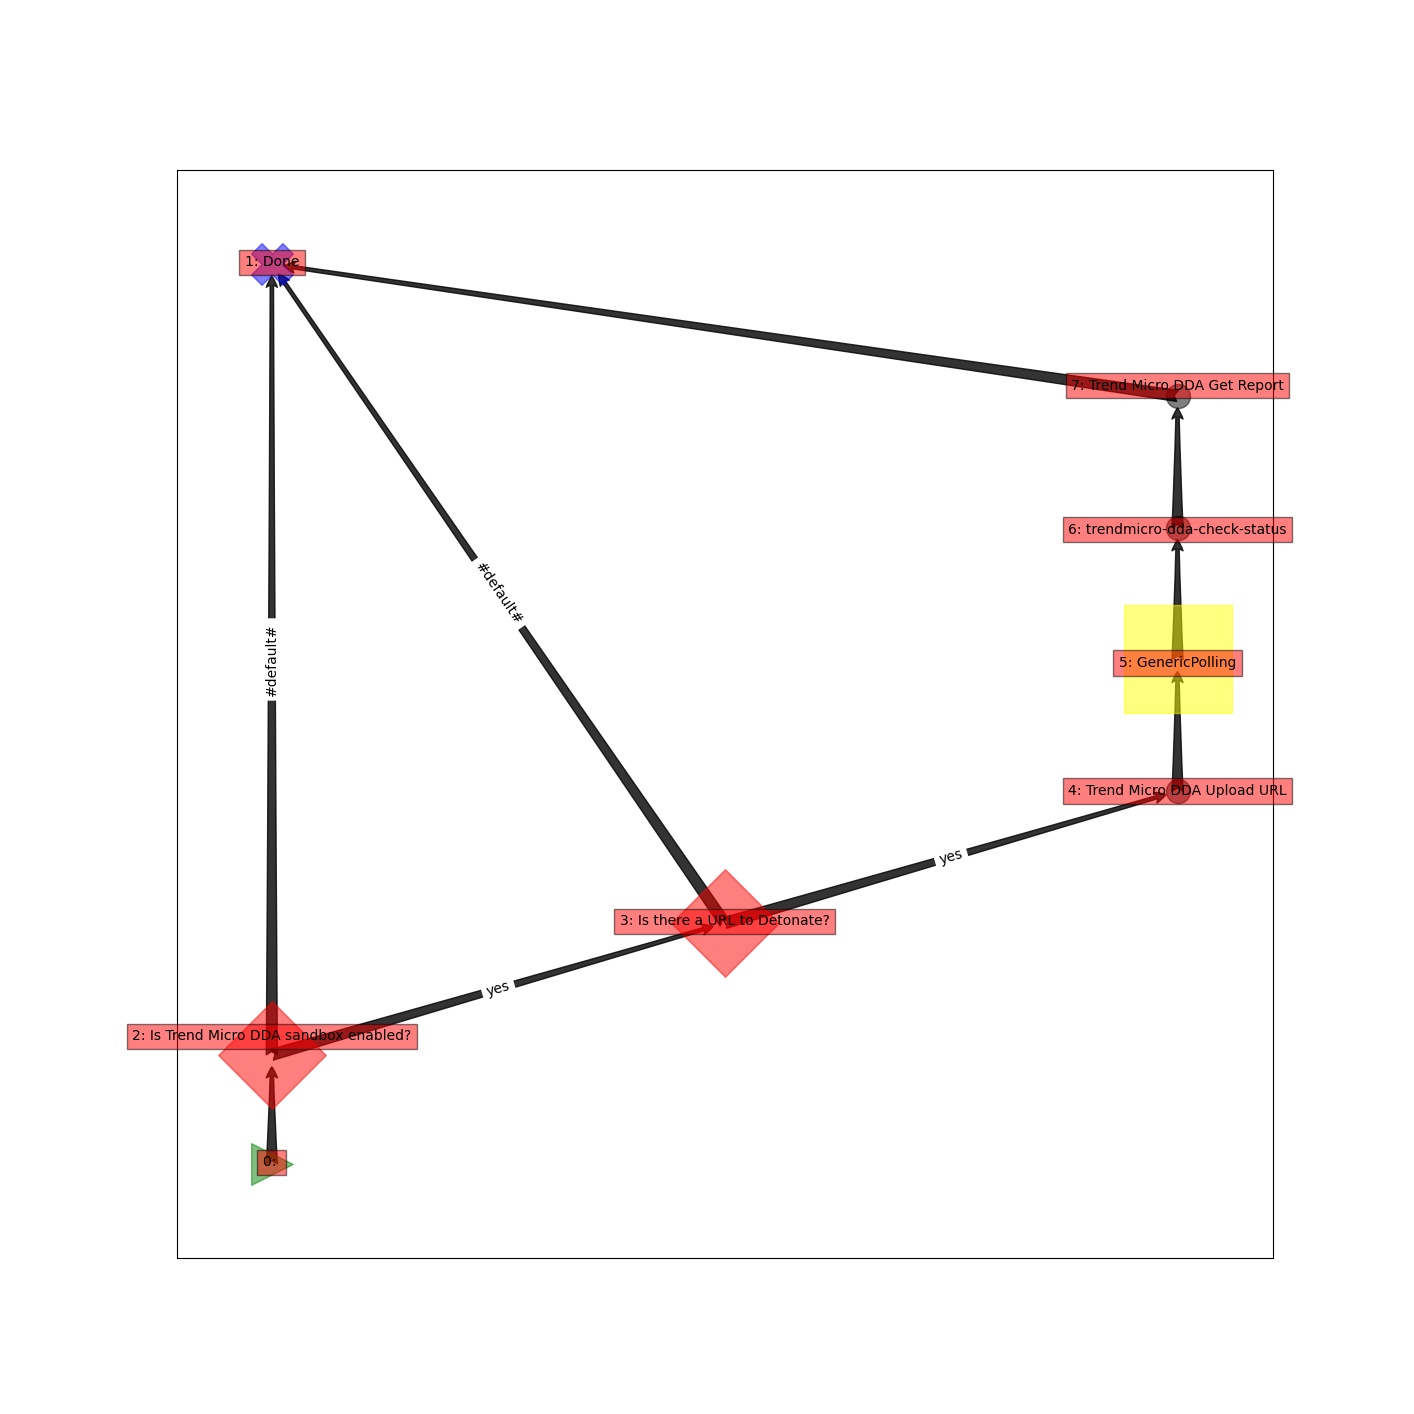 1: Done
7: Trend Micro DDA Get Report
6: trendmicro-dda-check-status
#default#
#default#
5: GenericPolling
4: Trend Micro DDA Upload URL
yes
3: Is there a URL to Detonate?
yes
2: Is Trend Micro DDA sandbox enabled?
0: